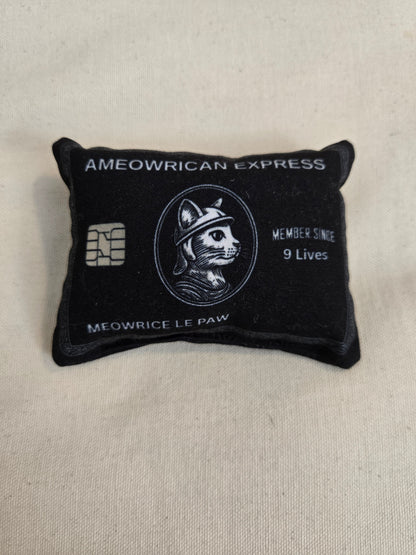 AMEOWRICAN EXPRESS
MEMBER SINCE
9 Lives
MEOWRICE LE PAW